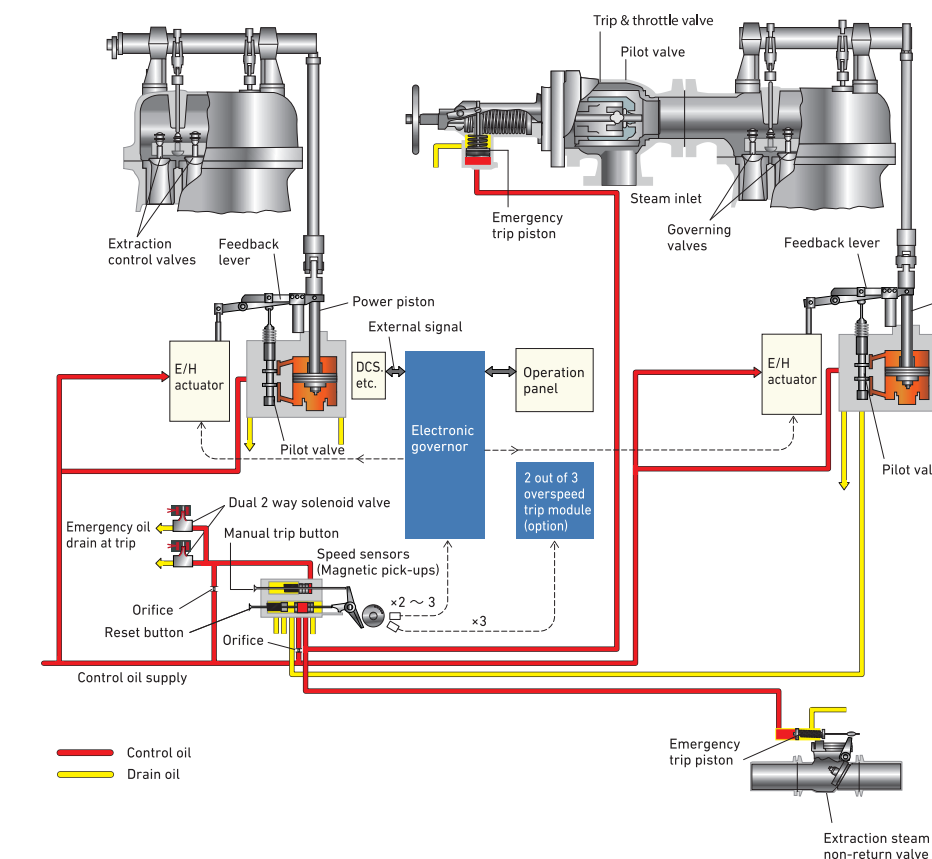 Trip & throttle valve
Pilot valve
Steam inlet
Emergency
trip piston
Governing
valves
Extraction
control valves
Feedback
lever
Feedback lever
Power piston
External signal
E/H
actuator
DCS.
etc.
Operation
panel
E/H
actuator
Electronic
governor
Pilot valve
2 out of 3
overspeed
trip module
(option)
Dual 2 way solenoid valve
Emergency oil
drain at trip
Manual trip button
Speed sensors
(Magnetic pick-ups)
×2 ～ 3
×3
Orifice
Reset button
Orifice
Control oil supply
Control oil
Drain oil
Emergency
trip piston
Extraction steam
non-return valve